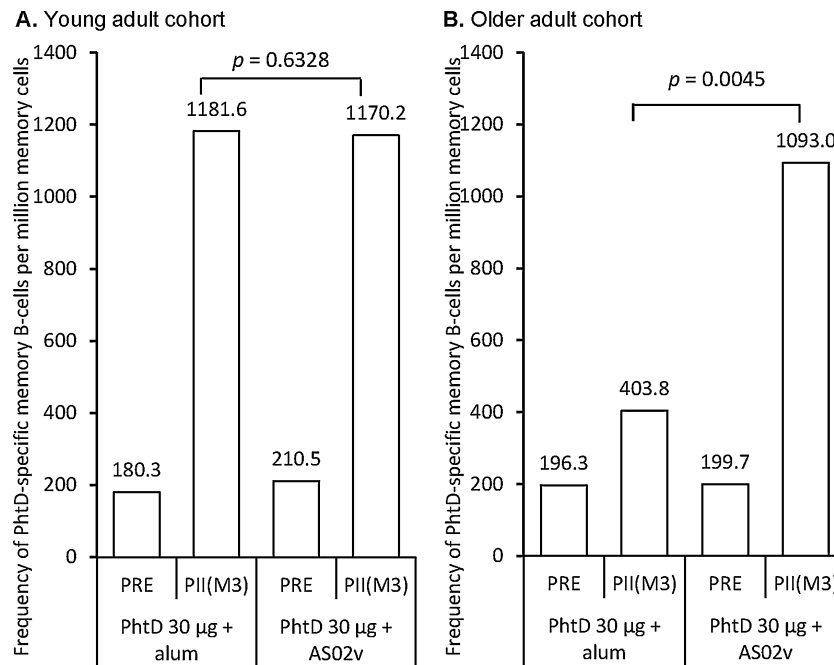 A. Young adult cohort
Frequency of PhtD-specific memory B-cells per million memory cells
1400
1200
1000
800
600
400
200
0
p = 0.6328
180.3
1181.6
210.5
1170.2
PRE PII(M3) PRE PII(M3)
PhtD 30 µg +
alum
PhtD 30 µg +
AS02v
B. Older adult cohort
Frequency of PhtD-specific memory B-cells per million memory cells
1400
1200
1000
800
600
400
200
0
p = 0.0045
196.3
403.8
199.7
1093.0
PRE PII(M3) PRE PII(M3)
PhtD 30 µg +
alum
PhtD 30 µg +
AS02v